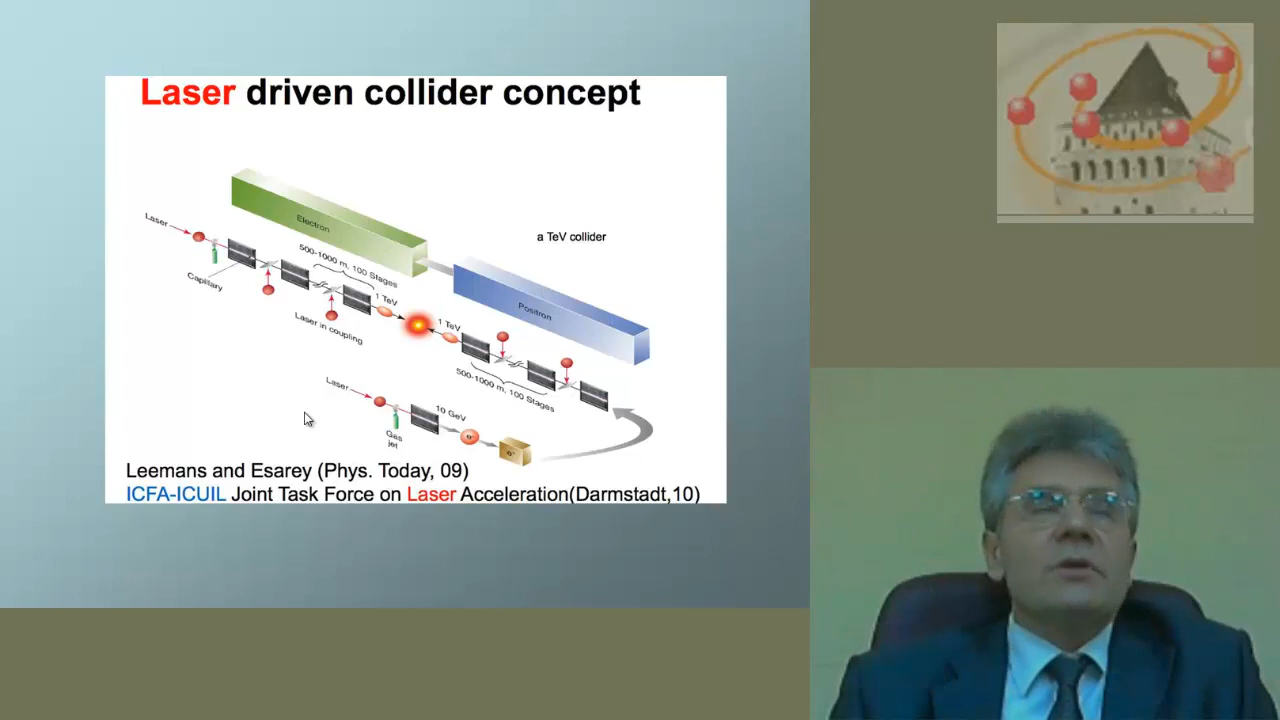 Laser driven collider concept
Electron
Laser
500-1000 m, 100 Stages
a TeV collider
Capillary
1 TeV
Positron
Laser in coupling
1 TeV
500-1000 m, 100 Stages
Laser
10 GeV
Gas
jet
e⁻
e⁺
Leemans and Esarey (Phys. Today, 09)
ICFA-ICUIL Joint Task Force on Laser Acceleration(Darmstadt,10)